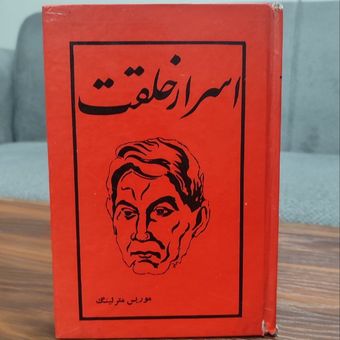 اسرار خلقت
موریس مترلینگ